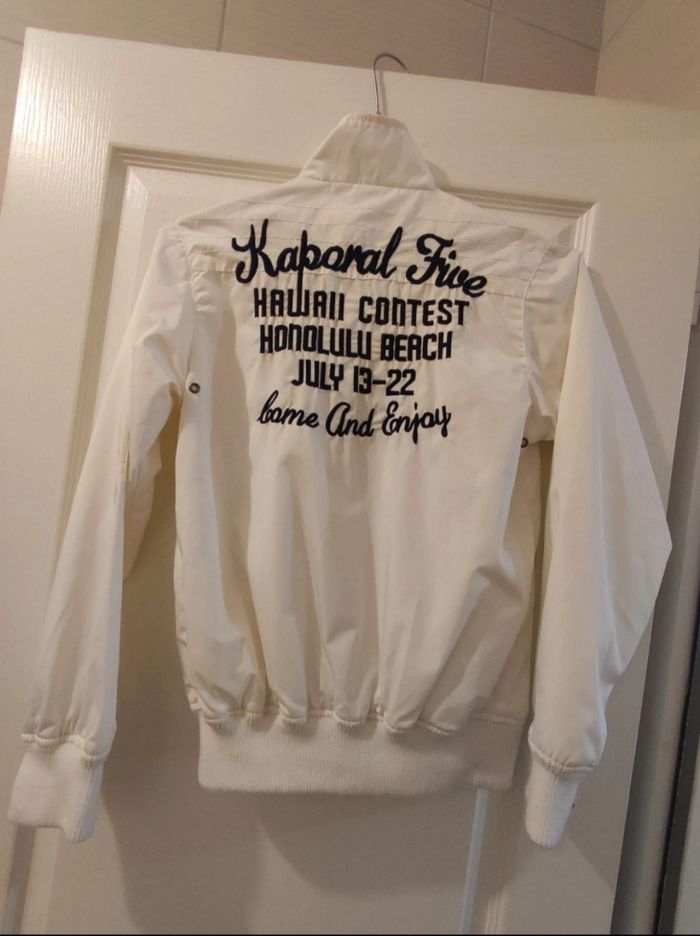 Kaporal Five
HAWAII CONTEST
HONOLULU BEACH
JULY 13-22
Come And Enjoy